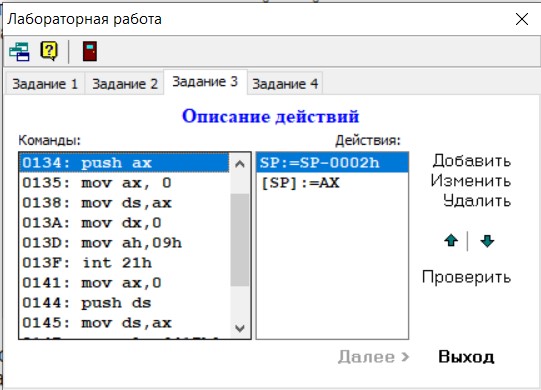 Лабораторная работа
Задание 1 Задание 2 Задание 3 Задание 4
Описание действий
Команды: Действия:
0134: push ax
0135: mov ax, 0
0138: mov ds,ax
013A: mov dx,0
013D: mov ah,09h
013F: int 21h
0141: mov ax,0
0144: push ds
0145: mov ds,ax
SP:=SP-0002h
[SP]:=AX
Добавить
Изменить
Удалить
Проверить
Далее > Выход